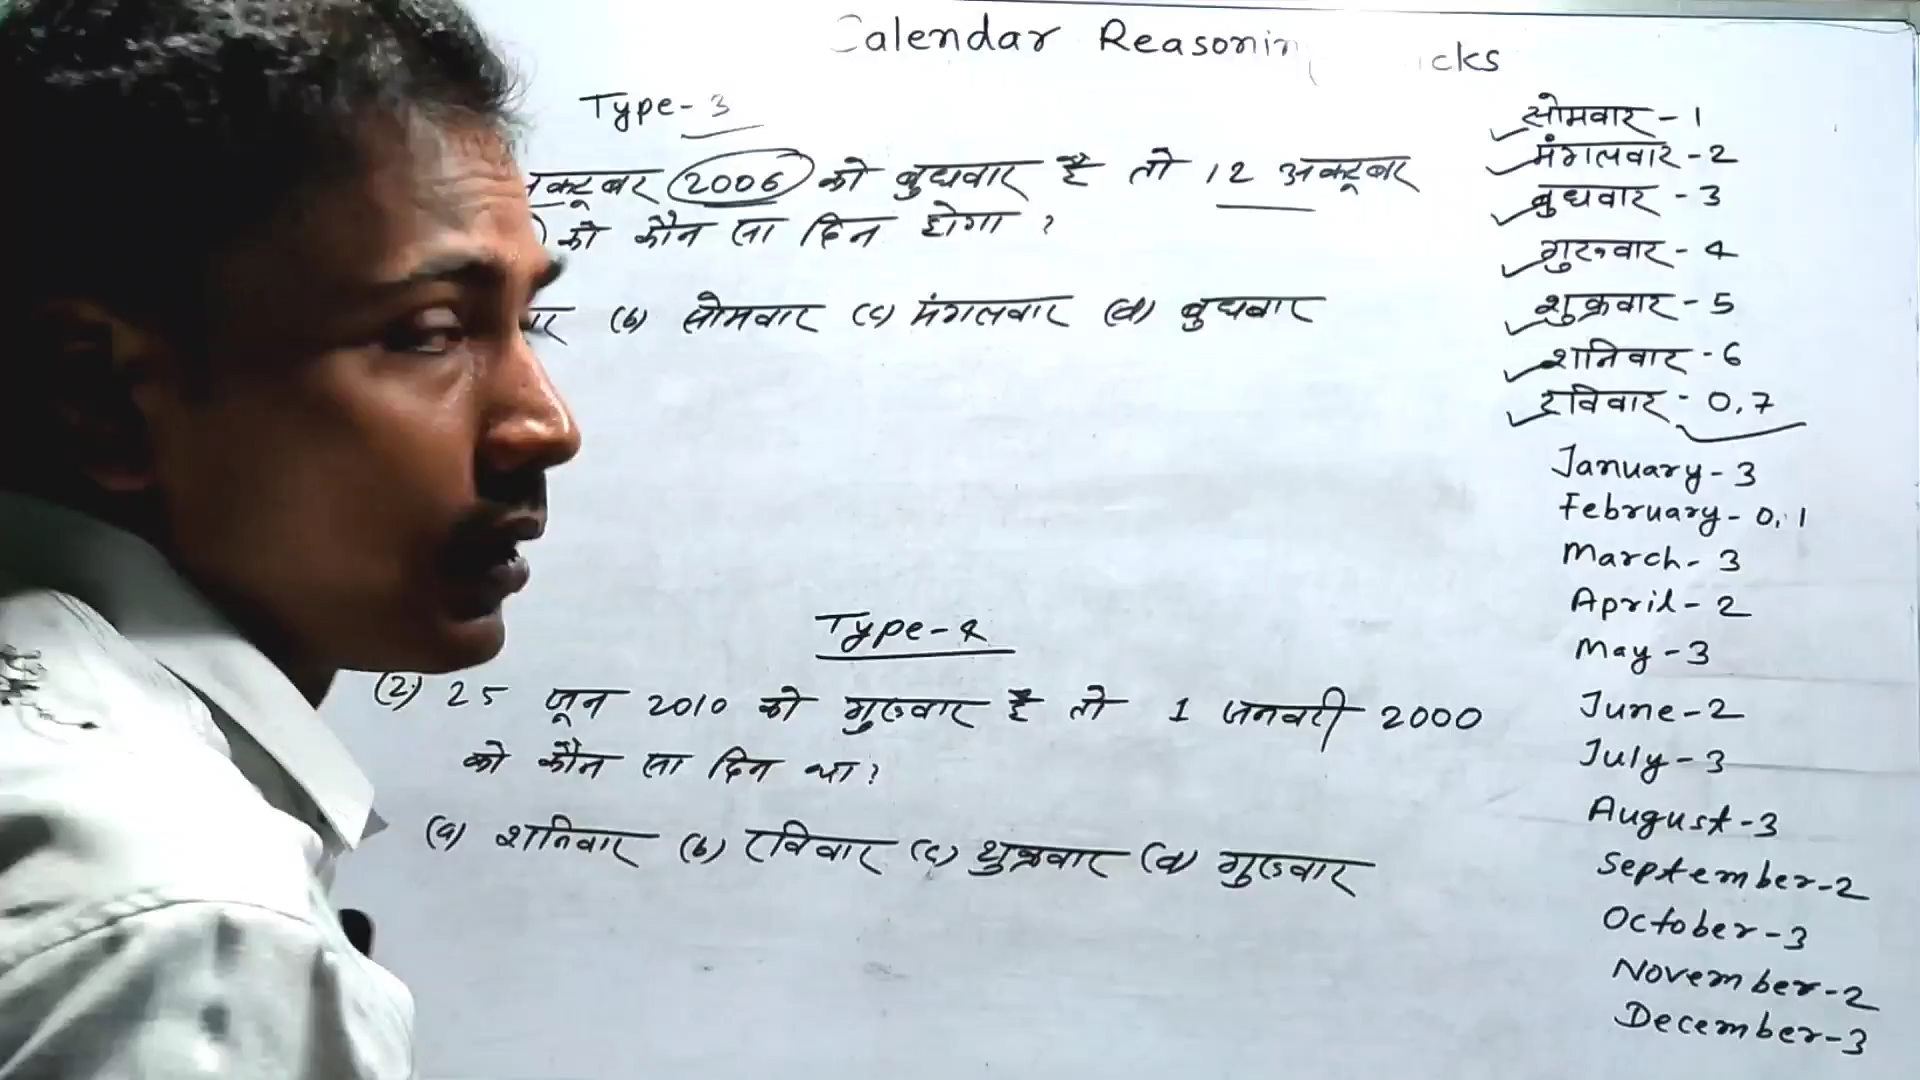 Calendar Reasonin cks
Type-3
2006 को बुधवार है तो 12 अक्टूबर
को कौन सा दिन होगा ?
(b) सोमवार (c) मंगलवार (d) बुधवार
Type-4
(2) 25 जून 2010 को गुरुवार है तो 1 जनवरी 2000
को कौन सा दिन था?
(a) शनिवार (b) रविवार (c) शुक्रवार (d) गुरुवार
सोमवार - 1
मंगलवार - 2
बुधवार - 3
गुरुवार - 4
शुक्रवार - 5
शनिवार - 6
रविवार - 0,7
January - 3
February - 0,1
March - 3
April - 2
May - 3
June - 2
July - 3
August - 3
September - 2
October - 3
November - 2
December - 3